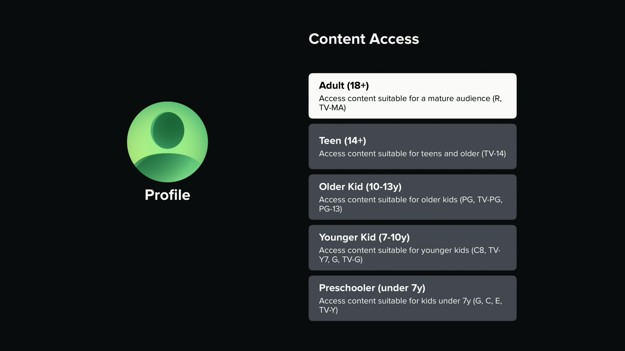 Content Access
Adult (18+)
Access content suitable for a mature audience (R,
TV-MA)
Teen (14+)
Access content suitable for teens and older (TV-14)
Profile
Older Kid (10-13y)
Access content suitable for older kids (PG, TV-PG,
PG-13)
Younger Kid (7-10y)
Access content suitable for younger kids (C8, TV-
Y7, G, TV-G)
Preschooler (under 7y)
Access content suitable for kids under 7y (G, C, E,
TV-Y)